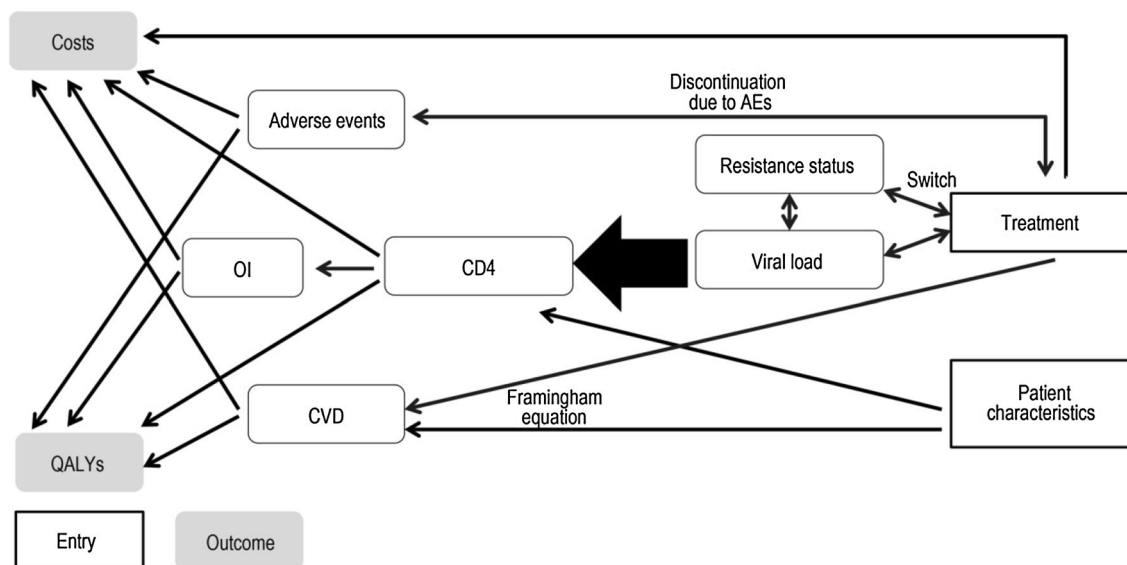 Costs
Discontinuation
due to AEs
Adverse events
Resistance status
Switch
Treatment
OI
CD4
Viral load
Framingham
equation
Patient
characteristics
CVD
QALYs
Entry
Outcome